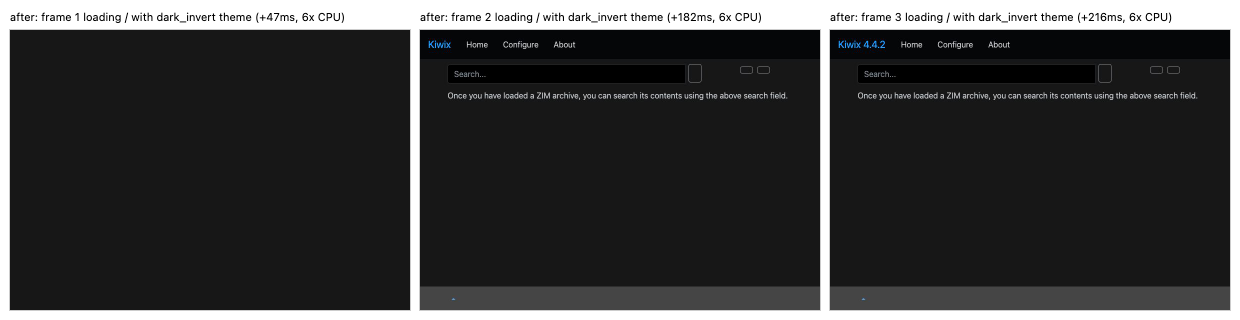 after: frame 1 loading / with dark_invert theme (+47ms, 6x CPU)
after: frame 2 loading / with dark_invert theme (+182ms, 6x CPU)
Kiwix Home Configure About
Search...
Once you have loaded a ZIM archive, you can search its contents using the above search field.
after: frame 3 loading / with dark_invert theme (+216ms, 6x CPU)
Kiwix 4.4.2 Home Configure About
Search...
Once you have loaded a ZIM archive, you can search its contents using the above search field.